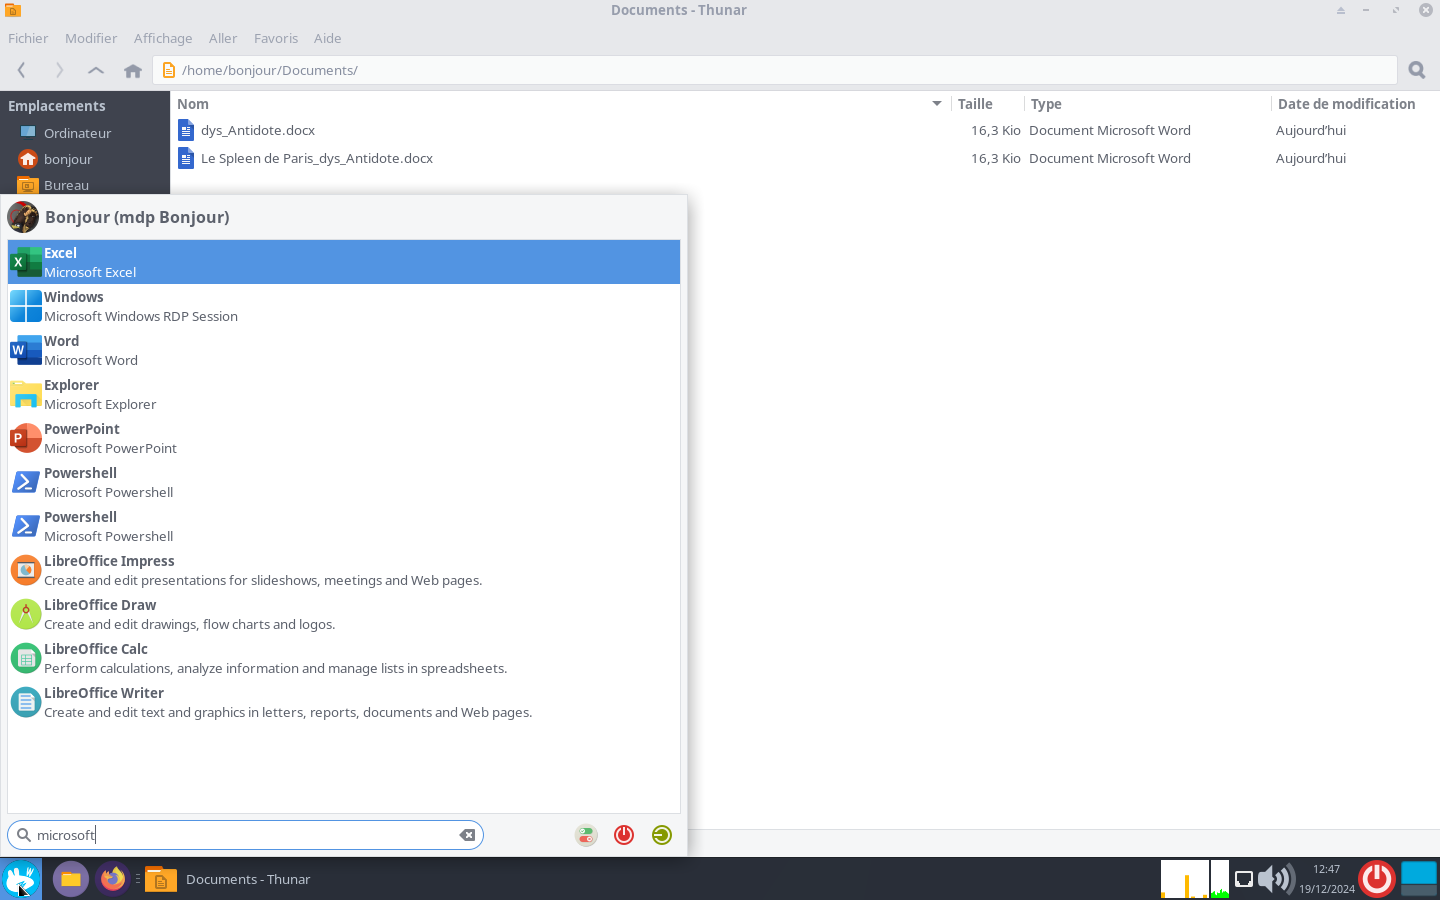 Documents - Thunar
Fichier Modifier Affichage Aller Favoris Aide
/home/bonjour/Documents/
Emplacements
Ordinateur
bonjour
Bureau
Nom Taille Type Date de modification
dys_Antidote.docx 16,3 Kio Document Microsoft Word Aujourd'hui
Le Spleen de Paris_dys_Antidote.docx 16,3 Kio Document Microsoft Word Aujourd'hui
Bonjour (mdp Bonjour)
Excel
Microsoft Excel
Windows
Microsoft Windows RDP Session
Word
Microsoft Word
Explorer
Microsoft Explorer
PowerPoint
Microsoft PowerPoint
Powershell
Microsoft Powershell
Powershell
Microsoft Powershell
LibreOffice Impress
Create and edit presentations for slideshows, meetings and Web pages.
LibreOffice Draw
Create and edit drawings, flow charts and logos.
LibreOffice Calc
Perform calculations, analyze information and manage lists in spreadsheets.
LibreOffice Writer
Create and edit text and graphics in letters, reports, documents and Web pages.
microsoft
Documents - Thunar
12:47
19/12/2024